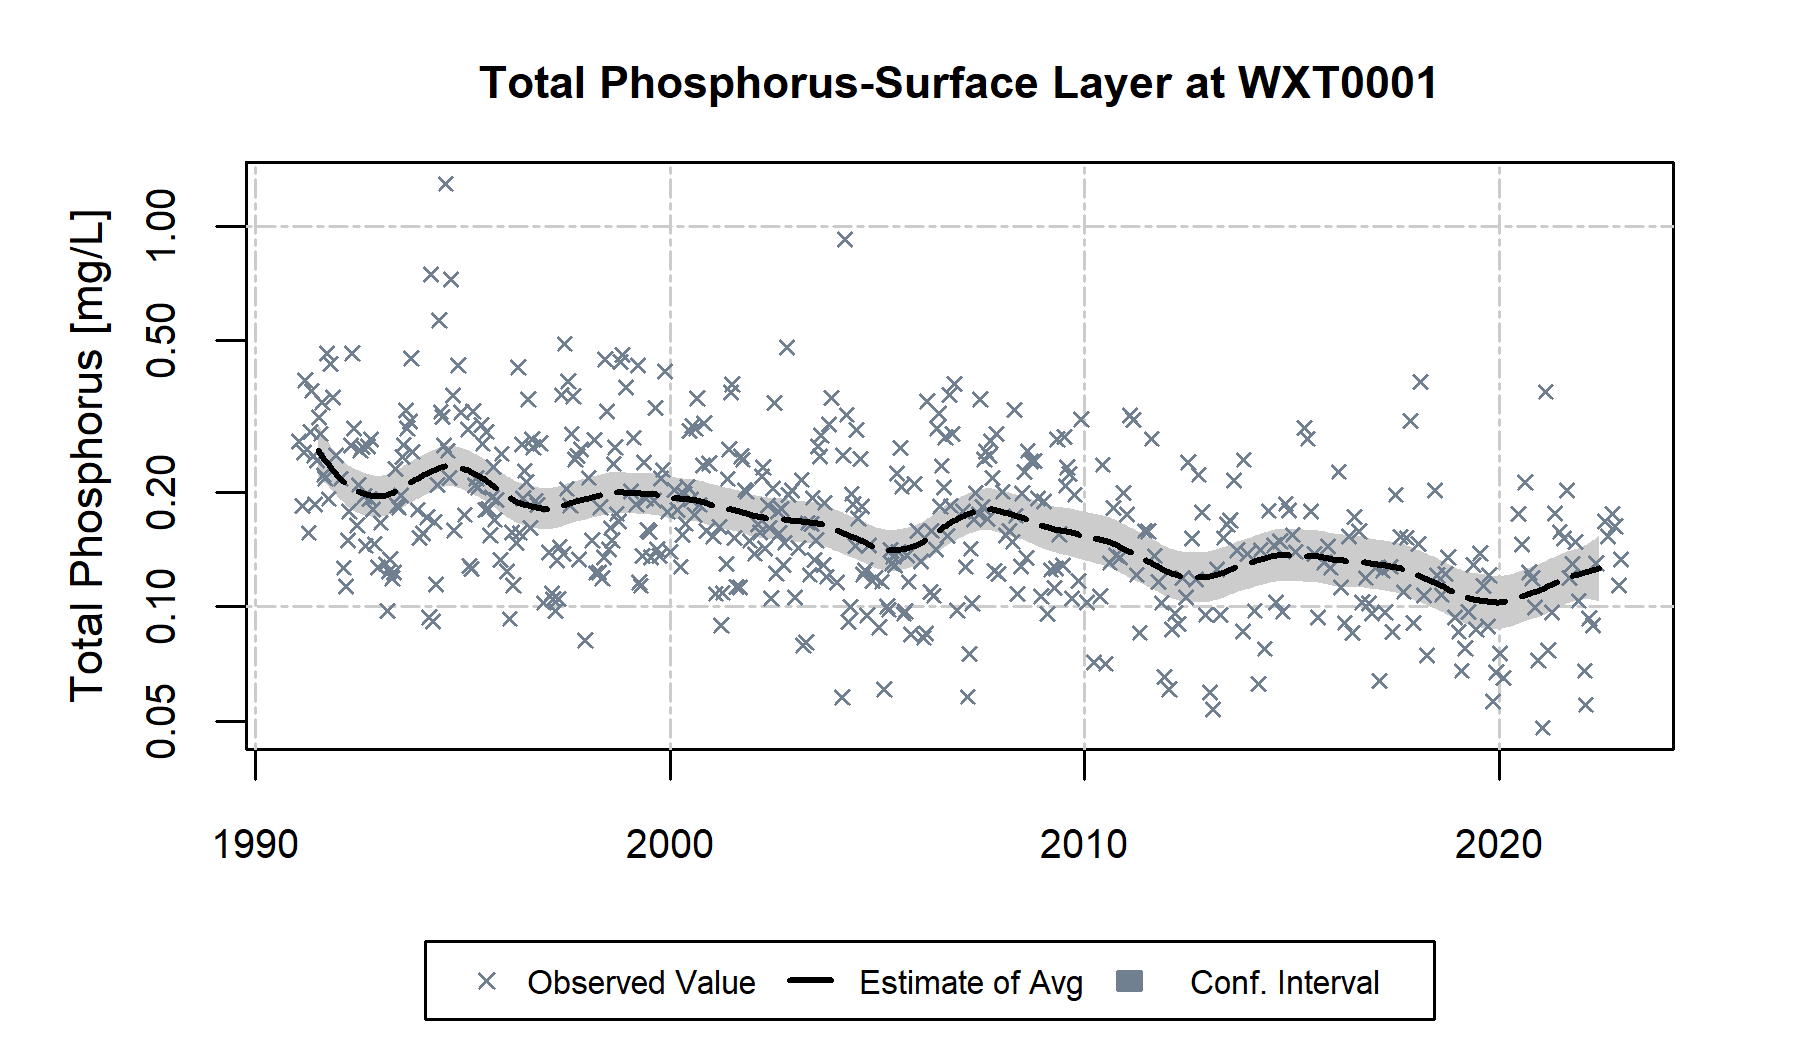 Total Phosphorus-Surface Layer at WXT0001
Total Phosphorus [mg/L]
1.00
0.50
0.20
0.10
0.05
1990 2000 2010 2020
Observed Value Estimate of Avg Conf. Interval